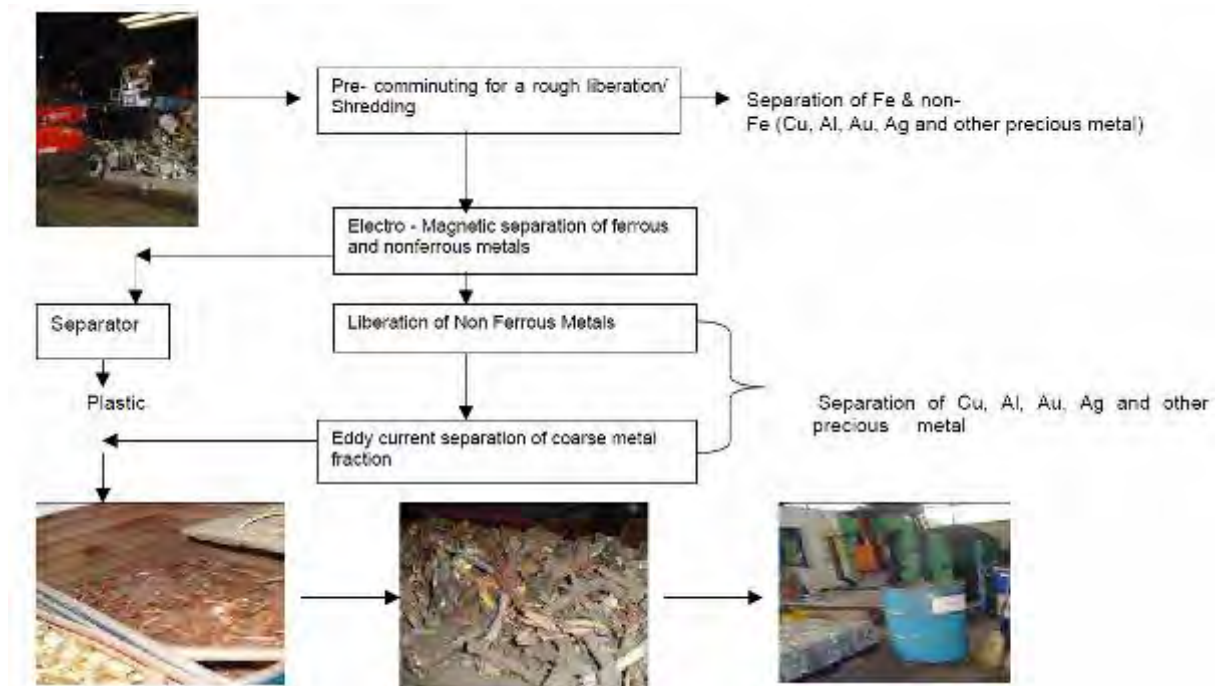 Pre- comminuting for a rough liberation/
Shredding
Separation of Fe & non-
Fe (Cu, Al, Au, Ag and other precious metal)
Electro - Magnetic separation of ferrous
and nonferrous metals
Separator
Liberation of Non Ferrous Metals
Plastic
Separation of Cu, Al, Au, Ag and other
precious metal
Eddy current separation of coarse metal
fraction